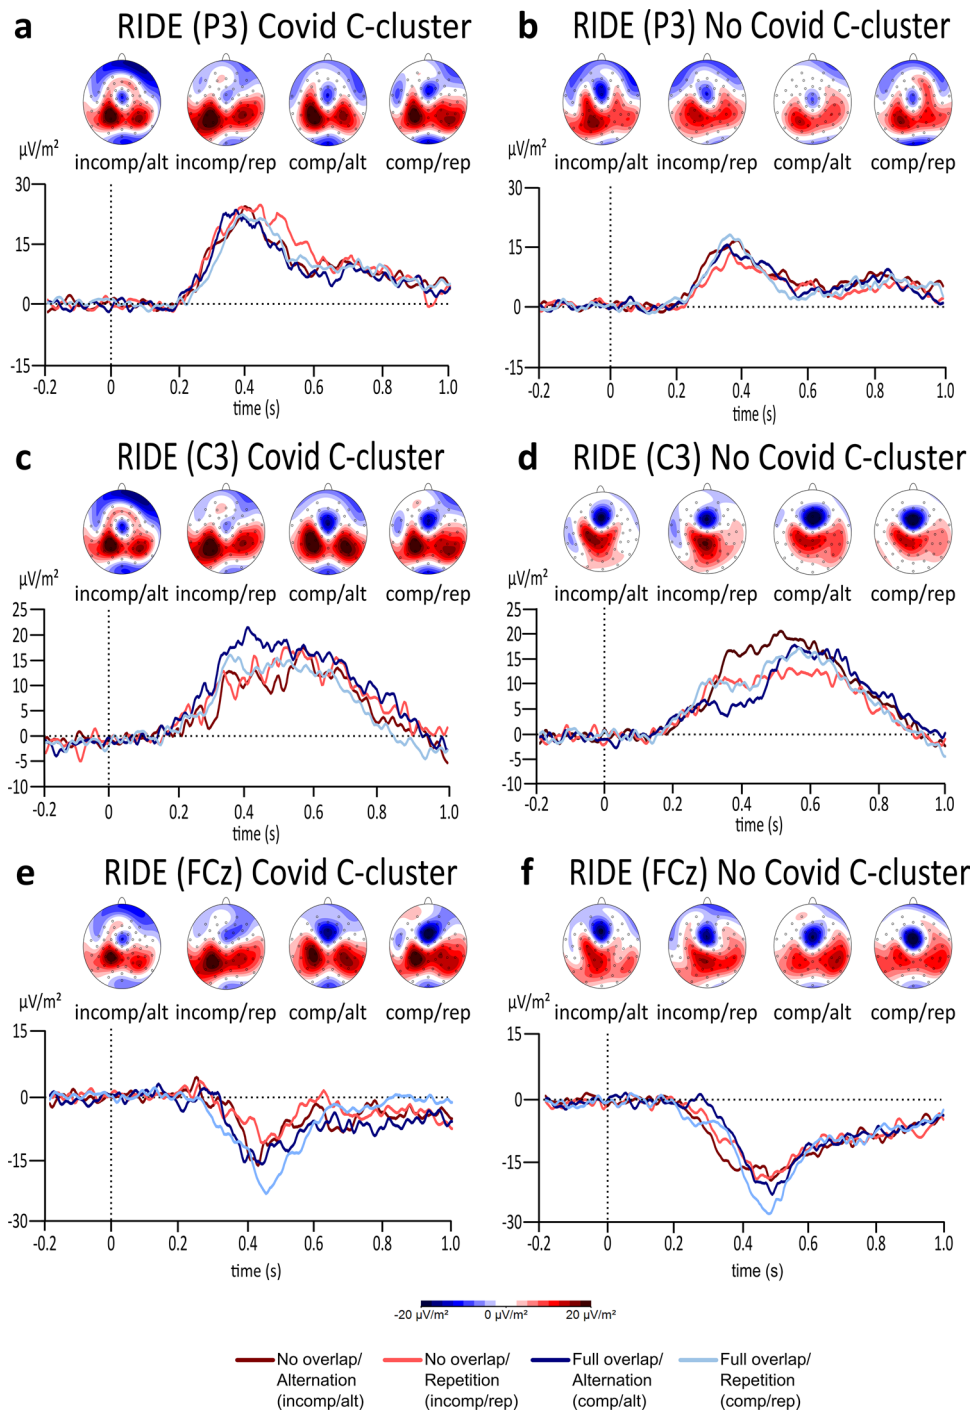 a RIDE (P3) Covid C-cluster
incomp/alt incomp/rep comp/alt comp/rep
µV/m²
30
15
0
-15
-0.2 0 0.2 0.4 0.6 0.8 1.0
time (s)
b RIDE (P3) No Covid C-cluster
incomp/alt incomp/rep comp/alt comp/rep
µV/m²
30
15
0
-15
-0.2 0 0.2 0.4 0.6 0.8 1.0
time (s)
c RIDE (C3) Covid C-cluster
incomp/alt incomp/rep comp/alt comp/rep
µV/m²
25
20
15
10
5
0
-5
-10
-0.2 0 0.2 0.4 0.6 0.8 1.0
time (s)
d RIDE (C3) No Covid C-cluster
incomp/alt incomp/rep comp/alt comp/rep
µV/m²
25
20
15
10
5
0
-5
-10
-0.2 0 0.2 0.4 0.6 0.8 1.0
time (s)
e RIDE (FCz) Covid C-cluster
incomp/alt incomp/rep comp/alt comp/rep
µV/m²
15
0
-15
-30
-0.2 0 0.2 0.4 0.6 0.8 1.0
time (s)
f RIDE (FCz) No Covid C-cluster
incomp/alt incomp/rep comp/alt comp/rep
µV/m²
15
0
-15
-30
-0.2 0 0.2 0.4 0.6 0.8 1.0
time (s)
-20 µV/m² 0 µV/m² 20 µV/m²
No overlap/
Alternation
(incomp/alt)
No overlap/
Repetition
(incomp/rep)
Full overlap/
Alternation
(comp/alt)
Full overlap/
Repetition
(comp/rep)